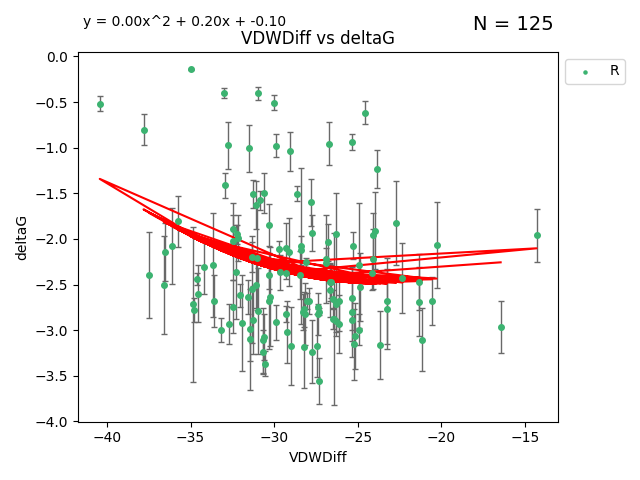 y = 0.00x^2 + 0.20x + -0.10
N = 125
VDWDiff vs deltaG
R
deltaG
0.0
−0.5
−1.0
−1.5
−2.0
−2.5
−3.0
−3.5
−4.0
−40 −35 −30 −25 −20 −15
VDWDiff